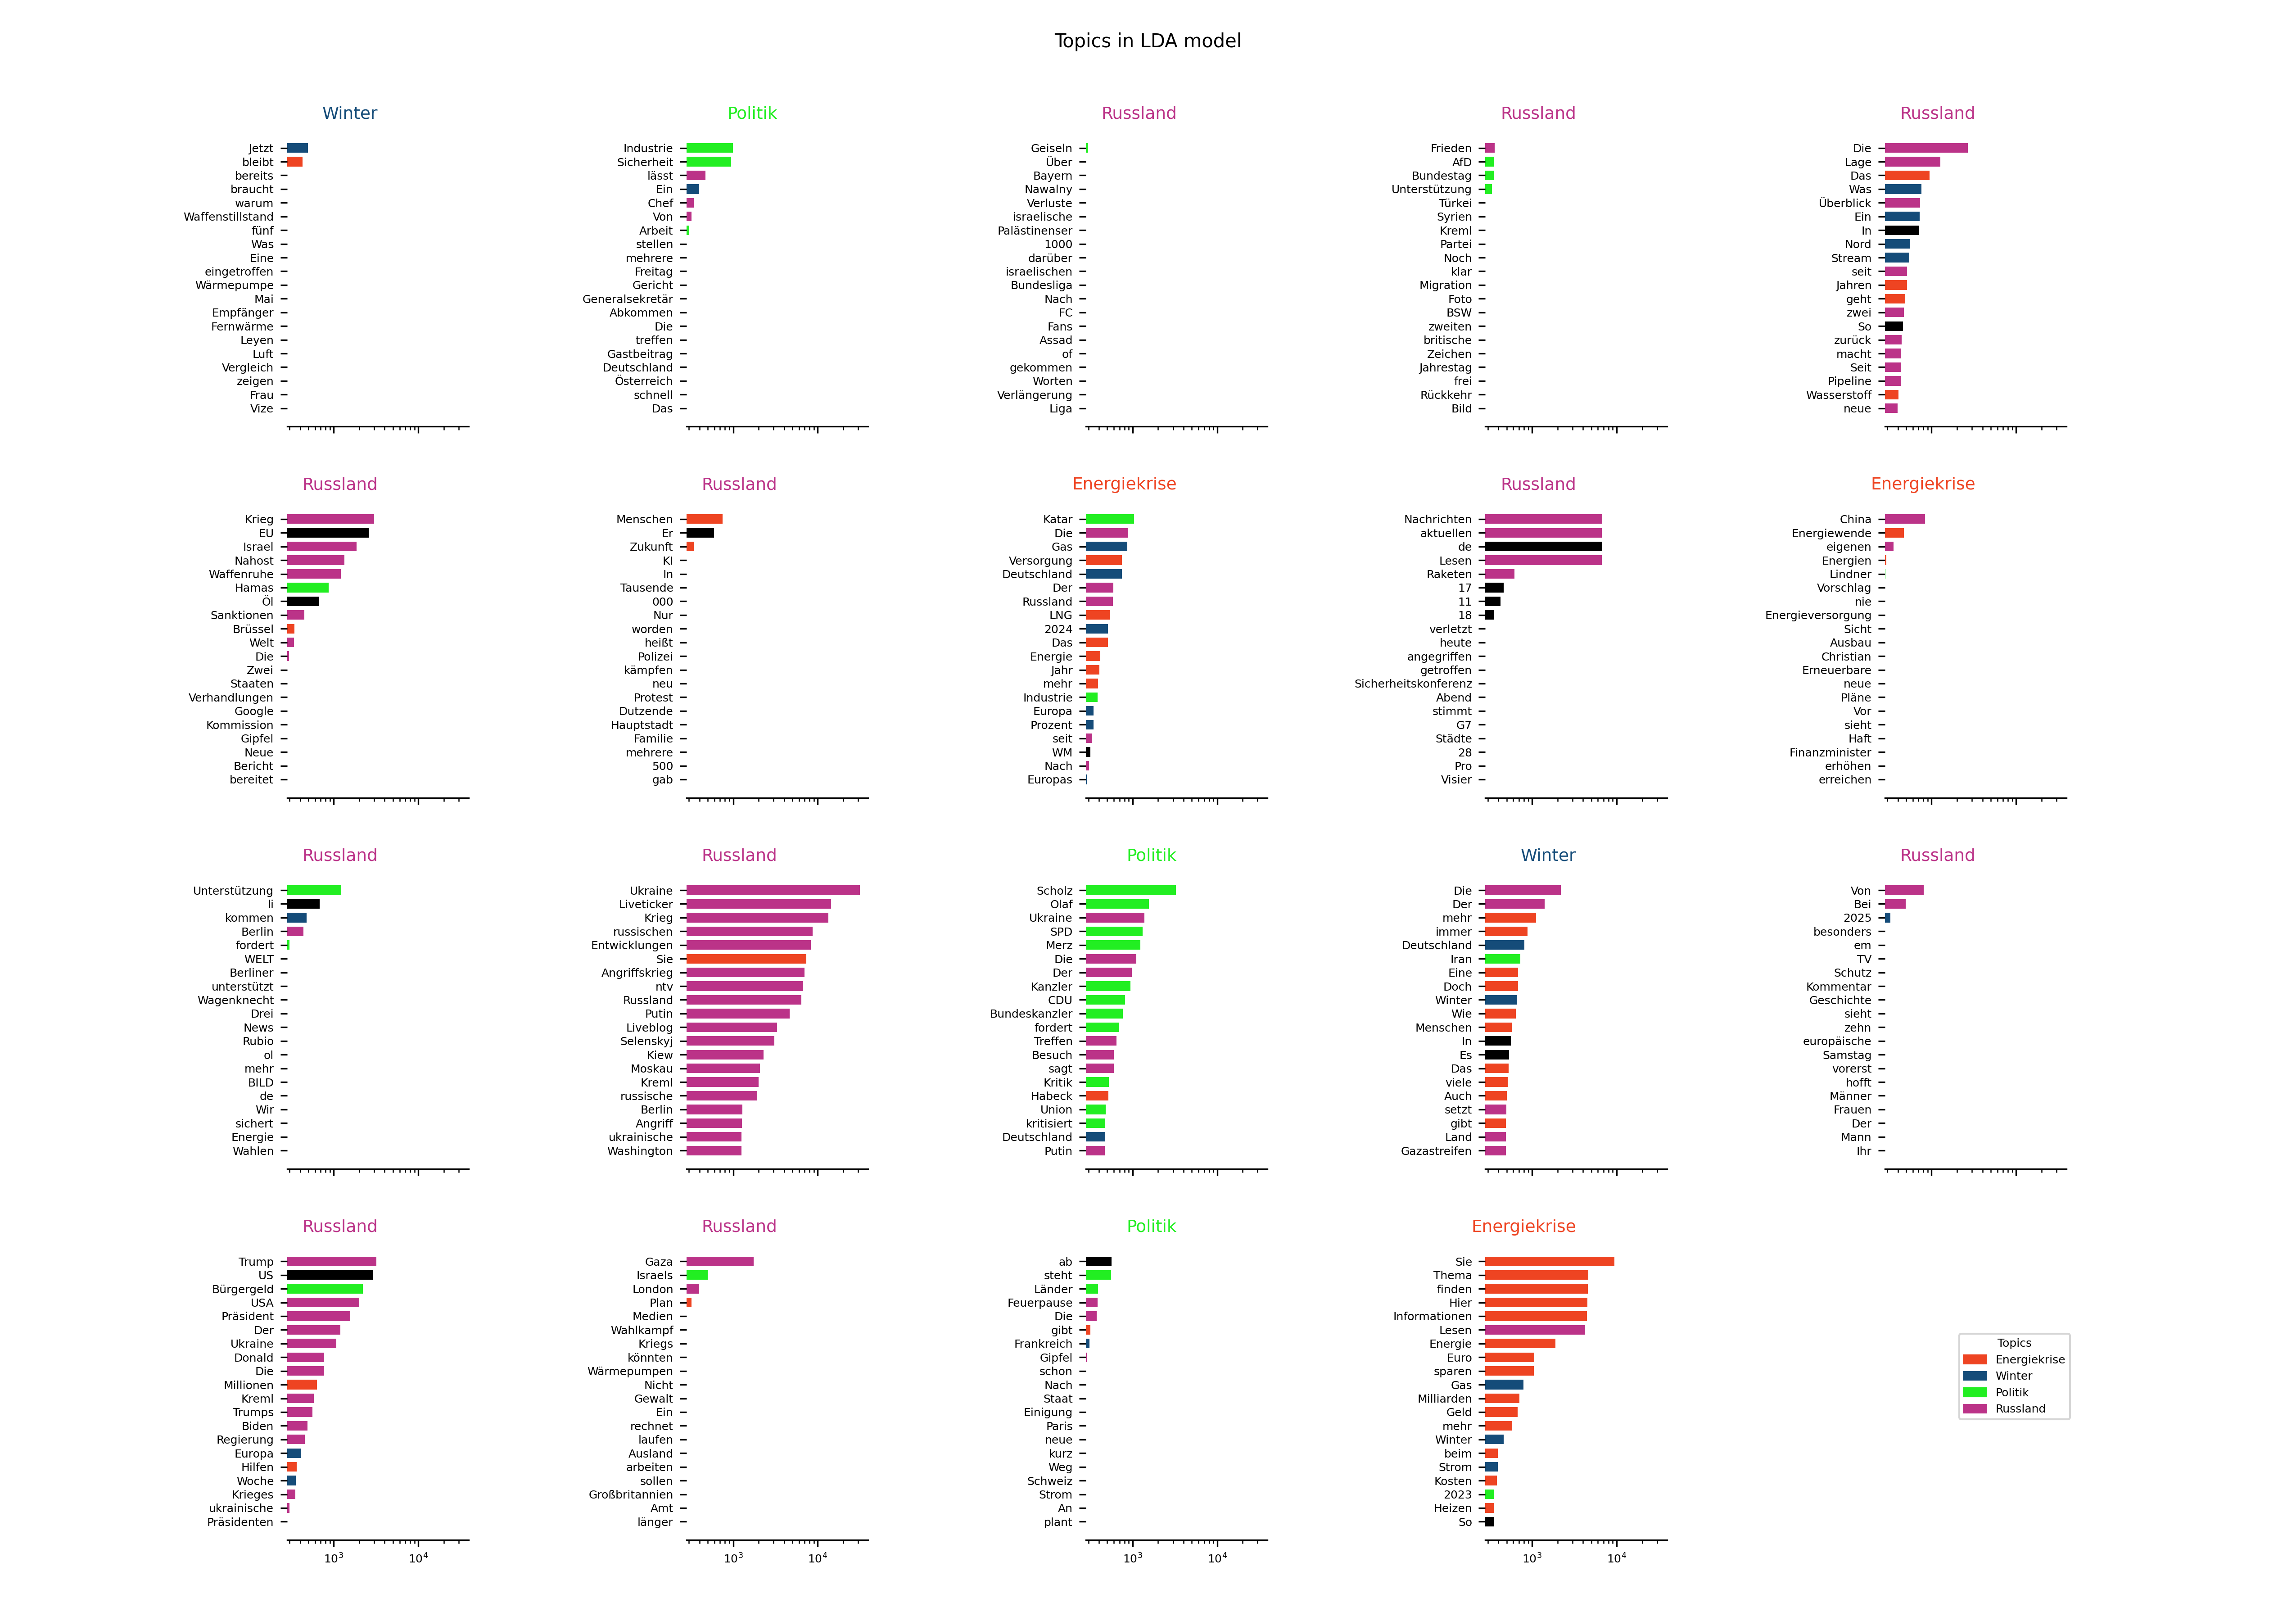 Topics in LDA model
Winter
Jetzt
bleibt
bereits
braucht
warum
Waffenstillstand
fünf
Was
Eine
eingetroffen
Wärmepumpe
Mai
Empfänger
Fernwärme
Leyen
Luft
Vergleich
zeigen
Frau
Vize
Politik
Industrie
Sicherheit
lässt
Ein
Chef
Von
Arbeit
stellen
mehrere
Freitag
Gericht
Generalsekretär
Abkommen
Die
treffen
Gastbeitrag
Deutschland
Österreich
schnell
Das
Russland
Geiseln
Über
Bayern
Nawalny
Verluste
israelische
Palästinenser
1000
darüber
israelischen
Bundesliga
Nach
FC
Fans
Assad
of
gekommen
Worten
Verlängerung
Liga
Russland
Frieden
AfD
Bundestag
Unterstützung
Türkei
Syrien
Kreml
Partei
Noch
klar
Migration
Foto
BSW
zweiten
britische
Zeichen
Jahrestag
frei
Rückkehr
Bild
Russland
Die
Lage
Das
Was
Überblick
Ein
In
Nord
Stream
seit
Jahren
geht
zwei
So
zurück
macht
Seit
Pipeline
Wasserstoff
neue
Russland
Krieg
EU
Israel
Nahost
Waffenruhe
Hamas
Öl
Sanktionen
Brüssel
Welt
Die
Zwei
Staaten
Verhandlungen
Google
Kommission
Gipfel
Neue
Bericht
bereitet
Russland
Menschen
Er
Zukunft
KI
In
Tausende
000
Nur
worden
heißt
Polizei
kämpfen
neu
Protest
Dutzende
Hauptstadt
Familie
mehrere
500
gab
Energiekrise
Katar
Die
Gas
Versorgung
Deutschland
Der
Russland
LNG
2024
Das
Energie
Jahr
mehr
Industrie
Europa
Prozent
seit
WM
Nach
Europas
Russland
Nachrichten
aktuellen
de
Lesen
Raketen
17
11
18
verletzt
heute
angegriffen
getroffen
Sicherheitskonferenz
Abend
stimmt
G7
Städte
28
Pro
Visier
Energiekrise
China
Energiewende
eigenen
Energien
Lindner
Vorschlag
nie
Energieversorgung
Sicht
Ausbau
Christian
Erneuerbare
neue
Pläne
Vor
sieht
Haft
Finanzminister
erhöhen
erreichen
Russland
Unterstützung
li
kommen
Berlin
fordert
WELT
Berliner
unterstützt
Wagenknecht
Drei
News
Rubio
ol
mehr
BILD
de
Wir
sichert
Energie
Wahlen
Russland
Ukraine
Liveticker
Krieg
russischen
Entwicklungen
Sie
Angriffskrieg
ntv
Russland
Putin
Liveblog
Selenskyj
Kiew
Moskau
Kreml
russische
Berlin
Angriff
ukrainische
Washington
Politik
Scholz
Olaf
Ukraine
SPD
Merz
Die
Der
Kanzler
CDU
Bundeskanzler
fordert
Treffen
Besuch
sagt
Kritik
Habeck
Union
kritisiert
Deutschland
Putin
Winter
Die
Der
mehr
immer
Deutschland
Iran
Eine
Doch
Winter
Wie
Menschen
In
Es
Das
viele
Auch
setzt
gibt
Land
Gazastreifen
Russland
Von
Bei
2025
besonders
em
TV
Schutz
Kommentar
Geschichte
sieht
zehn
europäische
Samstag
vorerst
hofft
Männer
Frauen
Der
Mann
Ihr
Russland
Trump
US
Bürgergeld
USA
Präsident
Der
Ukraine
Donald
Die
Millionen
Kreml
Trumps
Biden
Regierung
Europa
Hilfen
Woche
Krieges
ukrainische
Präsidenten
10³ 10⁴
Russland
Gaza
Israels
London
Plan
Medien
Wahlkampf
Kriegs
könnten
Wärmepumpen
Nicht
Gewalt
Ein
rechnet
laufen
Ausland
arbeiten
sollen
Großbritannien
Amt
länger
10³ 10⁴
Politik
ab
steht
Länder
Feuerpause
Die
gibt
Frankreich
Gipfel
schon
Nach
Staat
Einigung
Paris
neue
kurz
Weg
Schweiz
Strom
An
plant
10³ 10⁴
Energiekrise
Sie
Thema
finden
Hier
Informationen
Lesen
Energie
Euro
sparen
Gas
Milliarden
Geld
mehr
Winter
beim
Strom
Kosten
2023
Heizen
So
10³ 10⁴
Topics
Energiekrise
Winter
Politik
Russland